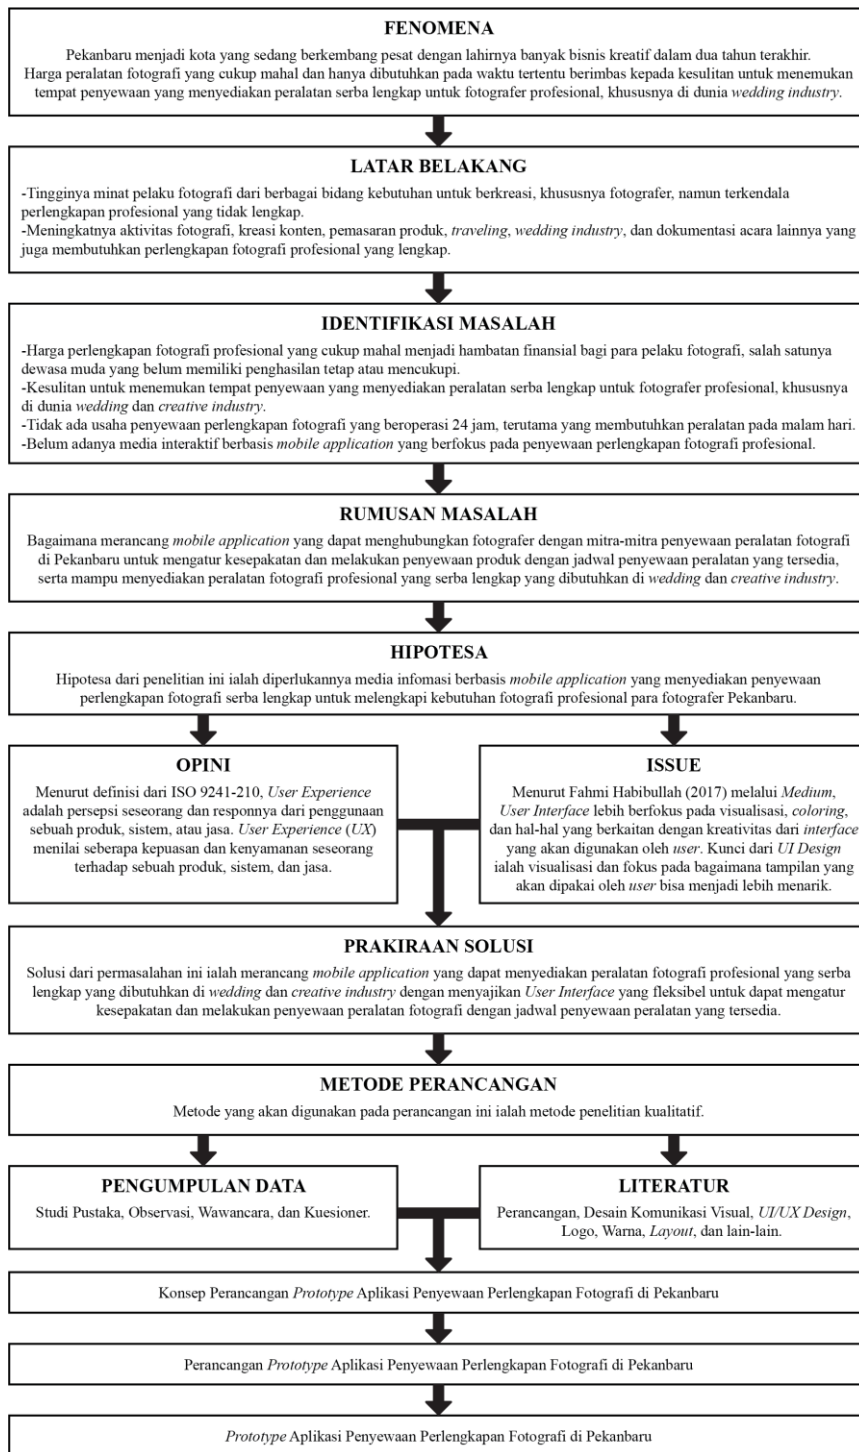 FENOMENA
Pekanbaru menjadi kota yang sedang berkembang pesat dengan lahirnya banyak bisnis kreatif dalam dua tahun terakhir.
Harga peralatan fotografi yang cukup mahal dan hanya dibutuhkan pada waktu tertentu berimbas kepada kesulitan untuk menemukan
tempat penyewaan yang menyediakan peralatan serba lengkap untuk fotografer profesional, khususnya di dunia wedding industry.
LATAR BELAKANG
-Tingginya minat pelaku fotografi dari berbagai bidang kebutuhan untuk berkreasi, khususnya fotografer, namun terkendala
perlengkapan profesional yang tidak lengkap.
-Meningkatnya aktivitas fotografi, kreasi konten, pemasaran produk, traveling, wedding industry, dan dokumentasi acara lainnya yang
juga membutuhkan perlengkapan fotografi profesional yang lengkap.
IDENTIFIKASI MASALAH
-Harga perlengkapan fotografi profesional yang cukup mahal menjadi hambatan finansial bagi para pelaku fotografi, salah satunya
dewasa muda yang belum memiliki penghasilan tetap atau mencukupi.
-Kesulitan untuk menemukan tempat penyewaan yang menyediakan peralatan serba lengkap untuk fotografer profesional, khususnya
di dunia wedding dan creative industry.
-Tidak ada usaha penyewaan perlengkapan fotografi yang beroperasi 24 jam, terutama yang membutuhkan peralatan pada malam hari.
-Belum adanya media interaktif berbasis mobile application yang berfokus pada penyewaan perlengkapan fotografi profesional.
RUMUSAN MASALAH
Bagaimana merancang mobile application yang dapat menghubungkan fotografer dengan mitra-mitra penyewaan peralatan fotografi
di Pekanbaru untuk mengatur kesepakatan dan melakukan penyewaan produk dengan jadwal penyewaan peralatan yang tersedia,
serta mampu menyediakan peralatan fotografi profesional yang serba lengkap yang dibutuhkan di wedding dan creative industry.
HIPOTESA
Hipotesa dari penelitian ini ialah diperlukannya media infomasi berbasis mobile application yang menyediakan penyewaan
perlengkapan fotografi serba lengkap untuk melengkapi kebutuhan fotografi profesional para fotografer Pekanbaru.
OPINI
Menurut definisi dari ISO 9241-210, User Experience
adalah persepsi seseorang dan responnya dari penggunaan
sebuah produk, sistem, atau jasa. User Experience (UX)
menilai seberapa kepuasan dan kenyamanan seseorang
terhadap sebuah produk, sistem, dan jasa.
ISSUE
Menurut Fahmi Habibullah (2017) melalui Medium,
User Interface lebih berfokus pada visualisasi, coloring,
dan hal-hal yang berkaitan dengan kreativitas dari interface
yang akan digunakan oleh user. Kunci dari UI Design
ialah visualisasi dan fokus pada bagaimana tampilan yang
akan dipakai oleh user bisa menjadi lebih menarik.
PRAKIRAAN SOLUSI
Solusi dari permasalahan ini ialah merancang mobile application yang dapat menyediakan peralatan fotografi profesional yang serba
lengkap yang dibutuhkan di wedding dan creative industry dengan menyajikan User Interface yang fleksibel untuk dapat mengatur
kesepakatan dan melakukan penyewaan peralatan fotografi dengan jadwal penyewaan peralatan yang tersedia.
METODE PERANCANGAN
Metode yang akan digunakan pada perancangan ini ialah metode penelitian kualitatif.
PENGUMPULAN DATA
Studi Pustaka, Observasi, Wawancara, dan Kuesioner.
LITERATUR
Perancangan, Desain Komunikasi Visual, UI/UX Design,
Logo, Warna, Layout, dan lain-lain.
Konsep Perancangan Prototype Aplikasi Penyewaan Perlengkapan Fotografi di Pekanbaru
Perancangan Prototype Aplikasi Penyewaan Perlengkapan Fotografi di Pekanbaru
Prototype Aplikasi Penyewaan Perlengkapan Fotografi di Pekanbaru